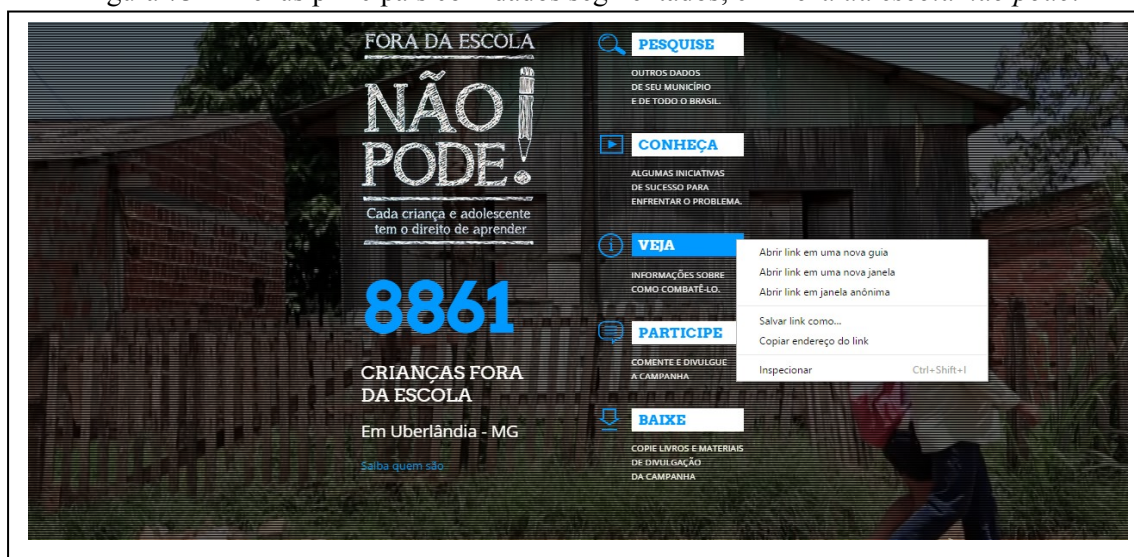 FORA DA ESCOLA
NÃO
PODE!
Cada criança e adolescente
tem o direito de aprender
8861
CRIANÇAS FORA
DA ESCOLA
Em Uberlândia - MG
Saiba quem são
PESQUISE
OUTROS DADOS
DE SEU MUNICÍPIO
E DE TODO O BRASIL.
CONHEÇA
ALGUMAS INICIATIVAS
DE SUCESSO PARA
ENFRENTAR O PROBLEMA.
VEJA
INFORMAÇÕES SOBRE
COMO COMBATÊ-LO.
PARTICIPE
COMENTE E DIVULGUE
A CAMPANHA
BAIXE
COPIE LIVROS E MATERIAIS
DE DIVULGAÇÃO
DA CAMPANHA
Abrir link em uma nova guia
Abrir link em uma nova janela
Abrir link em janela anônima
Salvar link como...
Copiar endereço do link
Inspecionar Ctrl+Shift+I